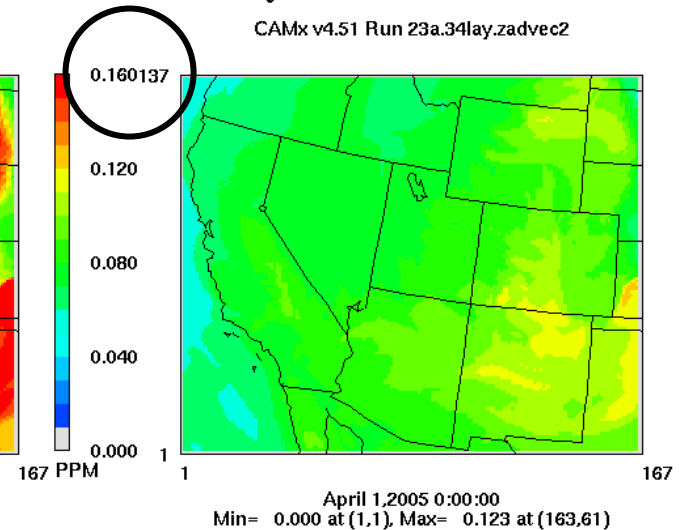 CAMx v4.51 Run 23a.34lay.zadvec2
0.160
137
0.120
0.080
0.040
0.000
1
167 PPM
1
167
April 1,2005 0:00:00
Min= 0.000 at (1,1), Max= 0.123 at (163,61)